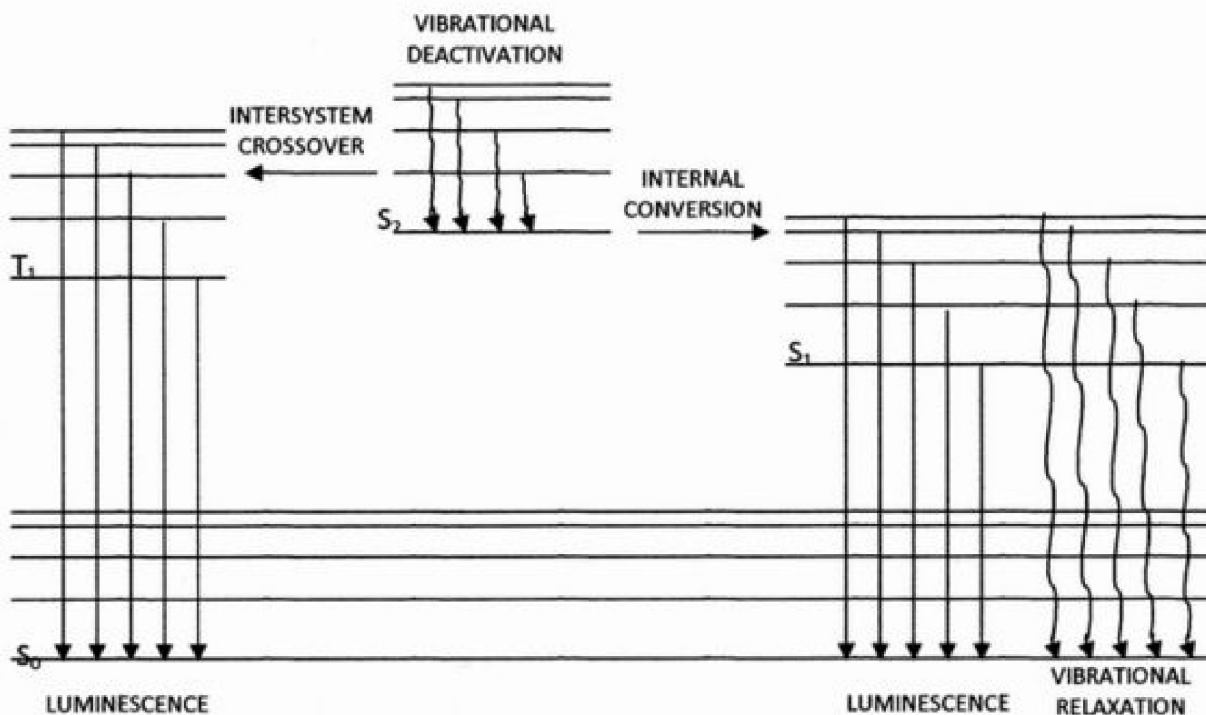 VIBRATIONAL
DEACTIVATION
INTERSYSTEM
CROSSOVER
INTERNAL
CONVERSION
S₂
T₁
S₁
S₀
LUMINESCENCE
LUMINESCENCE
VIBRATIONAL
RELAXATION